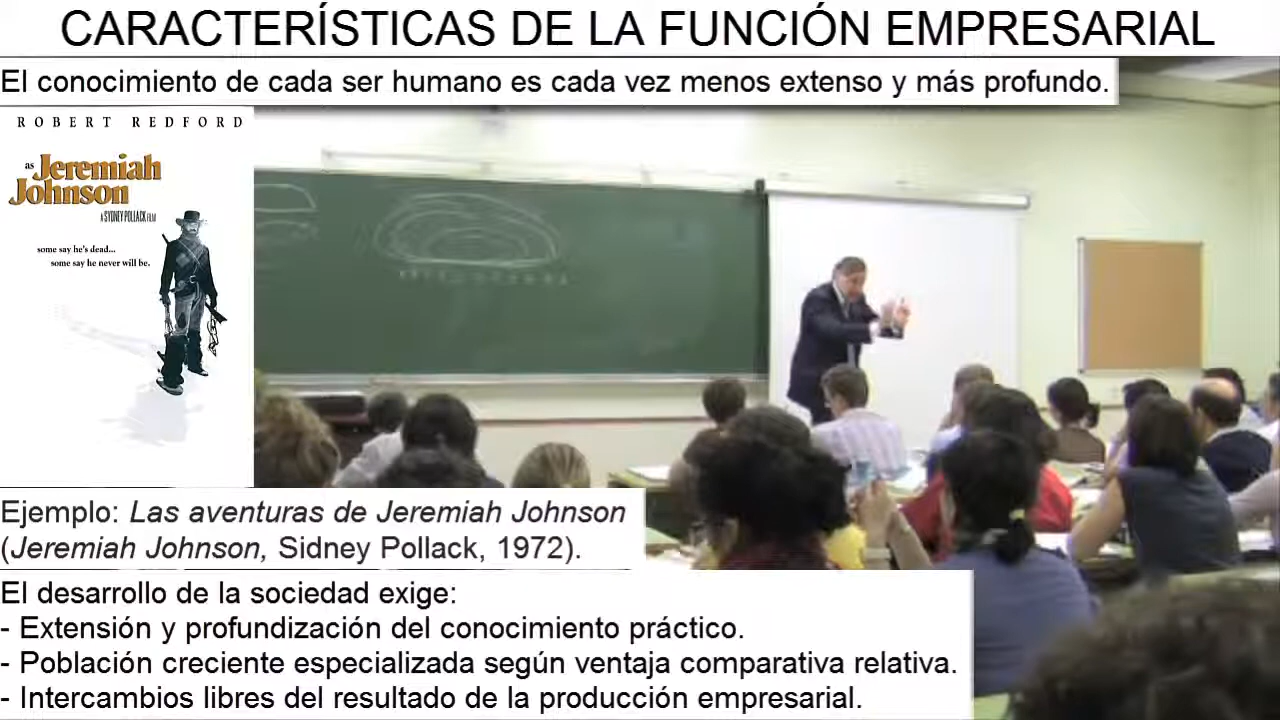 CARACTERÍSTICAS DE LA FUNCIÓN EMPRESARIAL
El conocimiento de cada ser humano es cada vez menos extenso y más profundo.
ROBERT REDFORD
as Jeremiah
Johnson
A SYDNEY POLLACK FILM
some say he's dead...
some say he never will be.
Ejemplo: Las aventuras de Jeremiah Johnson
(Jeremiah Johnson, Sidney Pollack, 1972).
El desarrollo de la sociedad exige:
- Extensión y profundización del conocimiento práctico.
- Población creciente especializada según ventaja comparativa relativa.
- Intercambios libres del resultado de la producción empresarial.